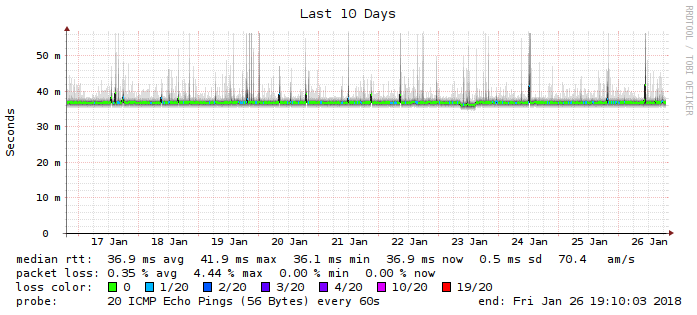 Last 10 Days
RRDTOOL / TOBI OETIKER
Seconds
50 m
40 m
30 m
20 m
10 m
0
17 Jan 18 Jan 19 Jan 20 Jan 21 Jan 22 Jan 23 Jan 24 Jan 25 Jan 26 Jan
median rtt: 36.9 ms avg 41.9 ms max 36.1 ms min 36.9 ms now 0.5 ms sd 70.4 am/s
packet loss: 0.35 % avg 4.44 % max 0.00 % min 0.00 % now
loss color: 0 1/20 2/20 3/20 4/20 10/20 19/20
probe: 20 ICMP Echo Pings (56 Bytes) every 60s end: Fri Jan 26 19:10:03 2018